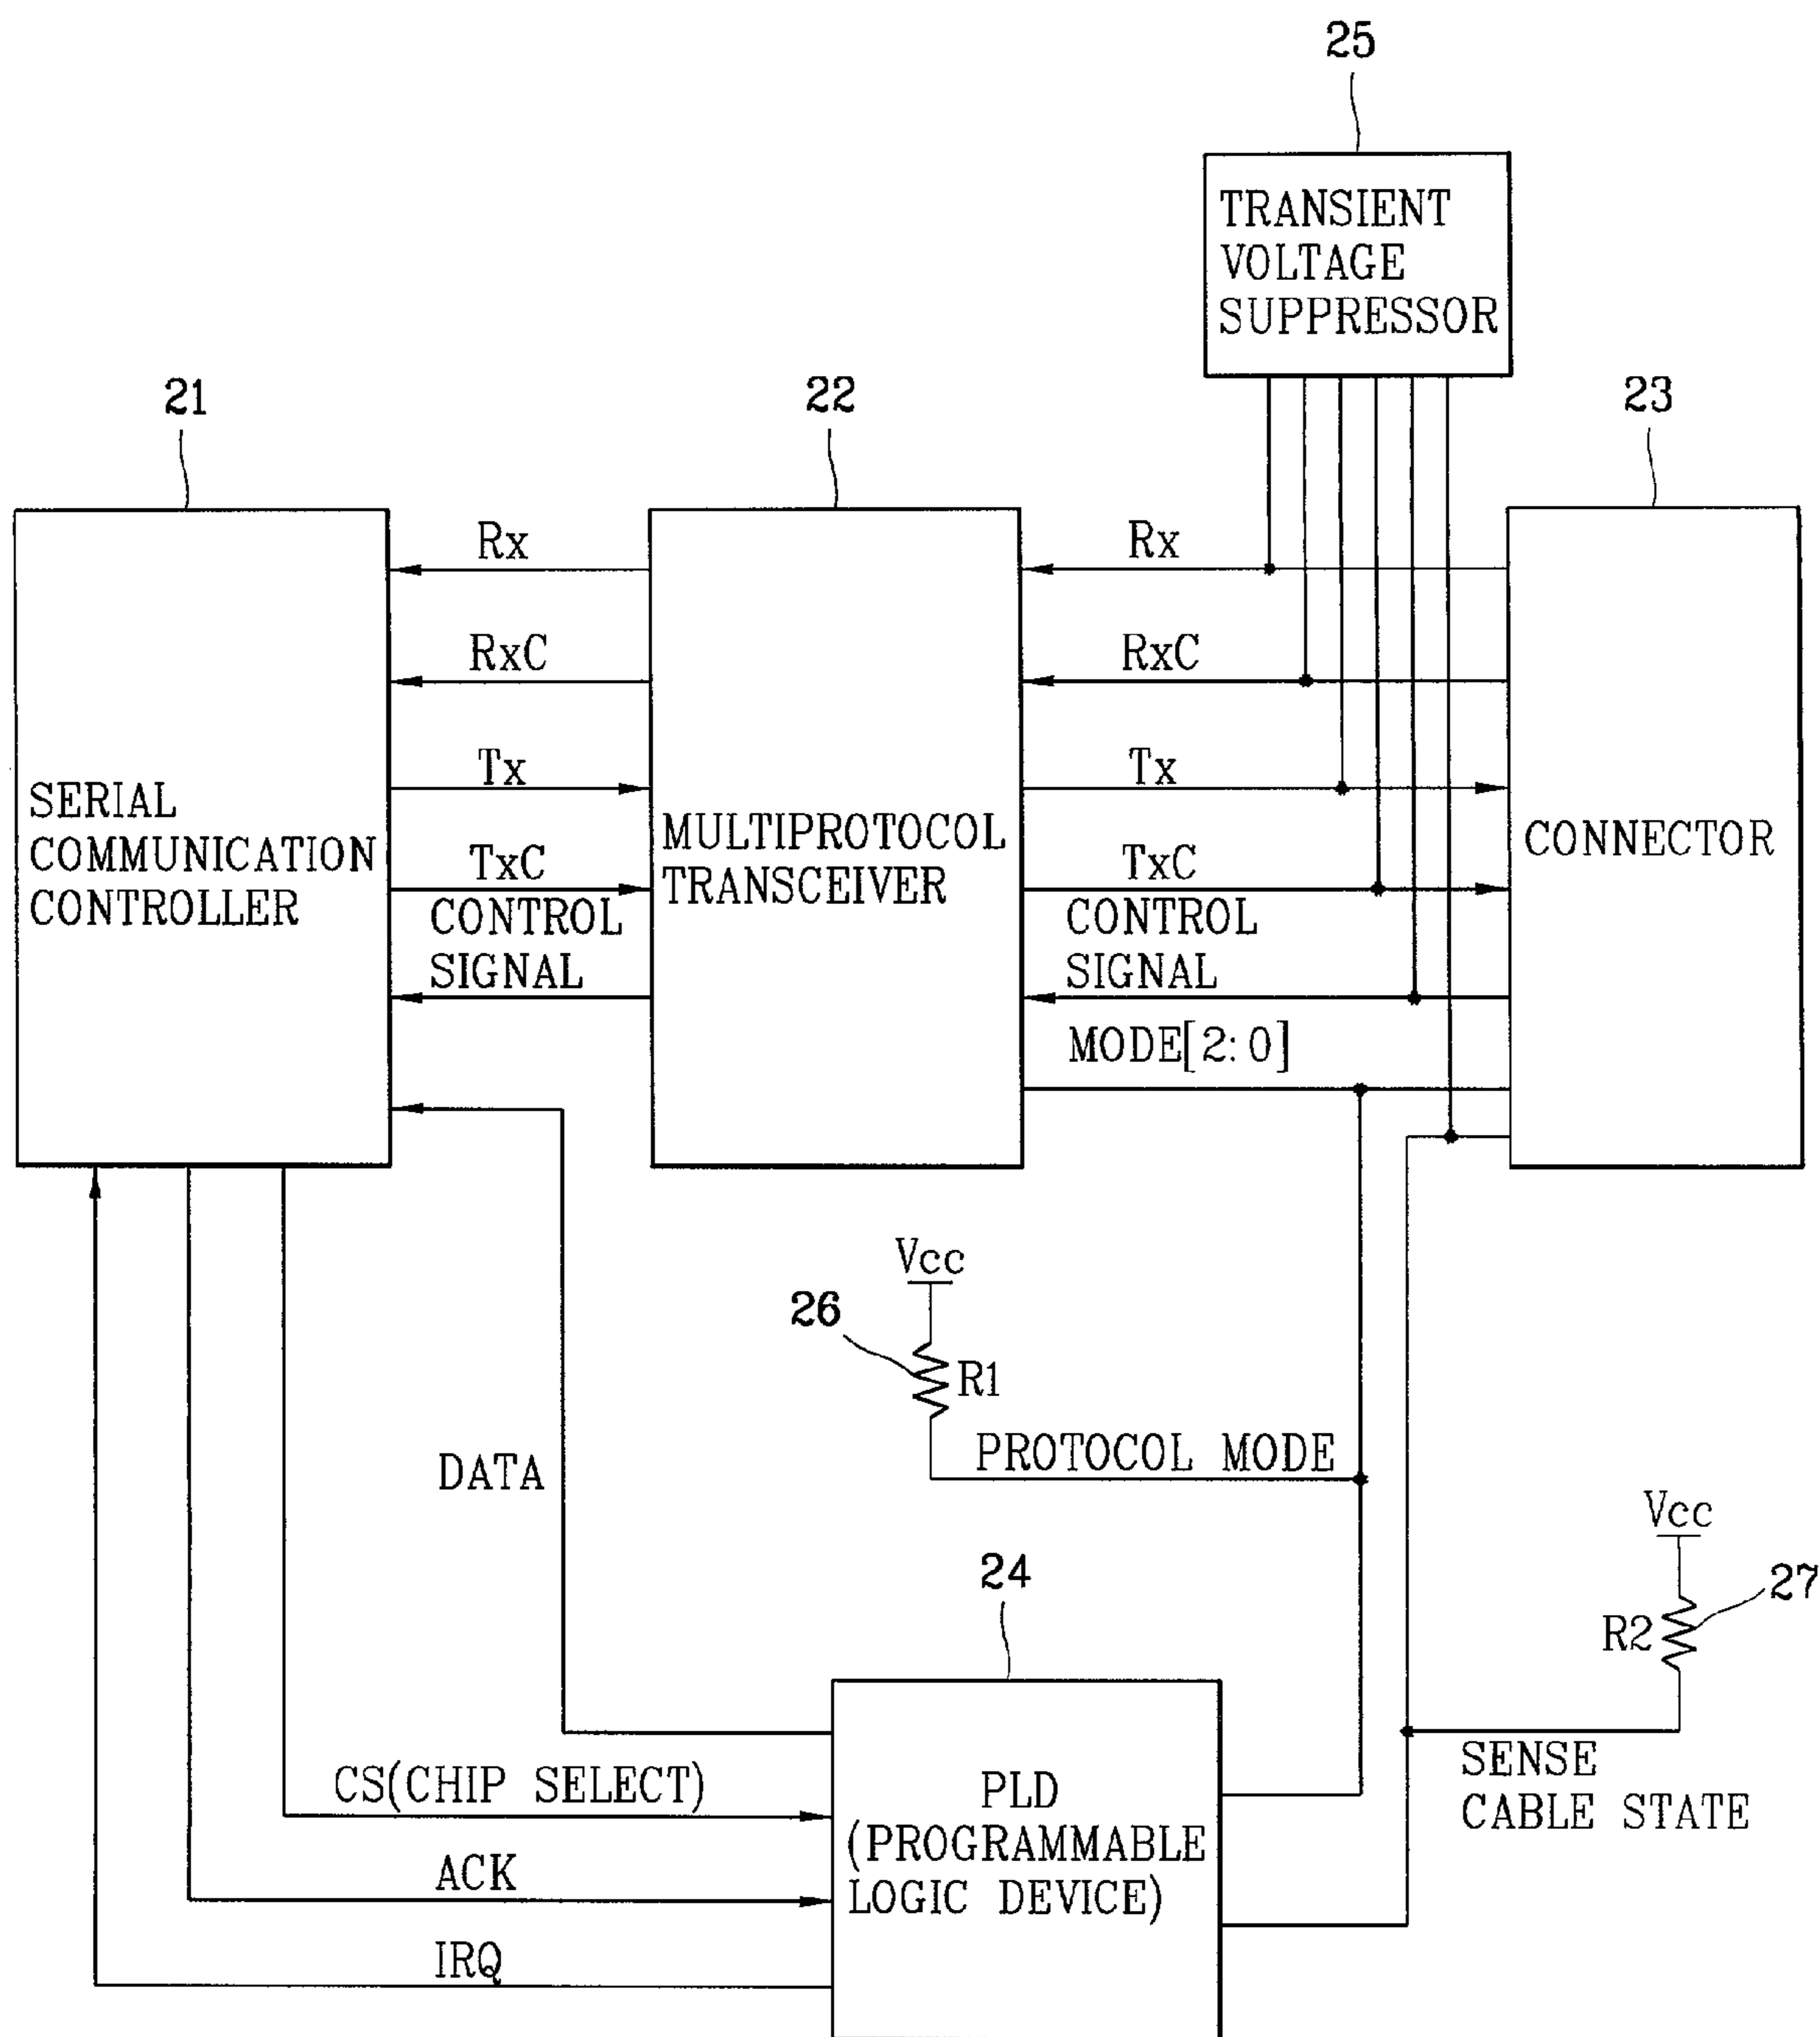 25
TRANSIENT
VOLTAGE
SUPPRESSOR
21
22
23
Rx
Rx
RxC
RxC
Tx
Tx
SERIAL
COMMUNICATION
CONTROLLER
MULTIPROTOCOL
TRANSCEIVER
CONNECTOR
TxC
TxC
CONTROL
SIGNAL
CONTROL
SIGNAL
MODE[2:0]
Vcc
26
R1
PROTOCOL MODE
DATA
Vcc
24
27
R2
SENSE
CABLE STATE
CS(CHIP SELECT)
PLD
(PROGRAMMABLE
LOGIC DEVICE)
ACK
IRQ